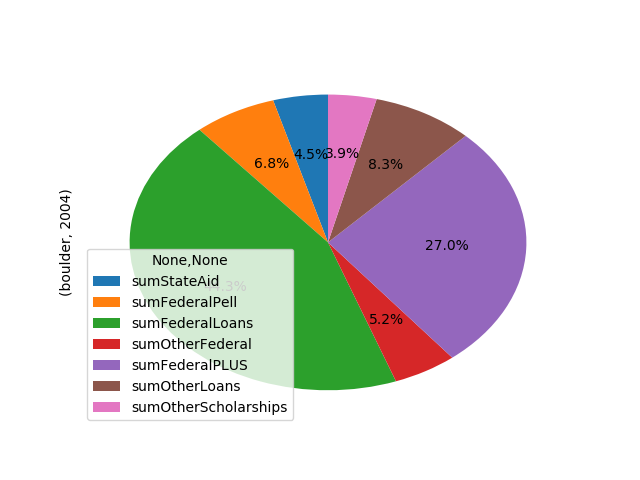 4.5%
3.9%
6.8%
8.3%
27.0%
5.2%
(boulder, 2004)
None,None
sumStateAid
sumFederalPell
sumFederalLoans
sumOtherFederal
sumFederalPLUS
sumOtherLoans
sumOtherScholarships